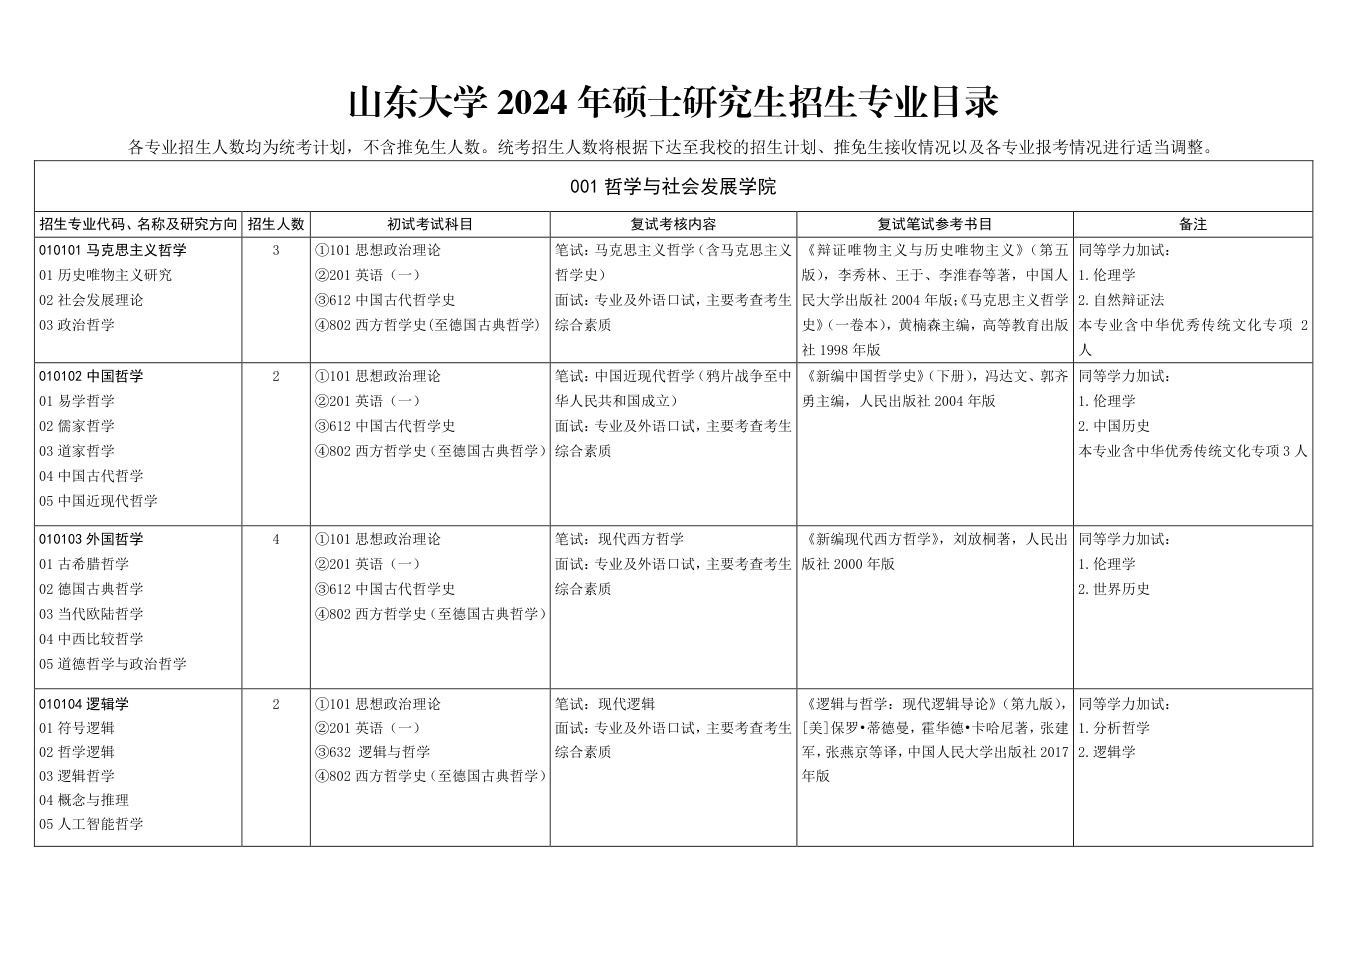 山东大学 2024 年硕士研究生招生专业目录
各专业招生人数均为统考计划，不含推免生人数。统考招生人数将根据下达至我校的招生计划、推免生接收情况以及各专业报考情况进行适当调整。
001 哲学与社会发展学院
招生专业代码、名称及研究方向 招生人数 初试考试科目 复试考核内容 复试笔试参考书目 备注
010101 马克思主义哲学
01 历史唯物主义研究
02 社会发展理论
03 政治哲学
3
①101 思想政治理论
②201 英语（一）
③612 中国古代哲学史
④802 西方哲学史(至德国古典哲学)
笔试：马克思主义哲学（含马克思主义
哲学史）
面试：专业及外语口试，主要考查考生
综合素质
《辩证唯物主义与历史唯物主义》（第五
版），李秀林、王于、李淮春等著，中国人
民大学出版社 2004 年版；《马克思主义哲学
史》（一卷本），黄楠森主编，高等教育出版
社 1998 年版
同等学力加试：
1.伦理学
2.自然辩证法
本专业含中华优秀传统文化专项 2
人
010102 中国哲学
01 易学哲学
02 儒家哲学
03 道家哲学
04 中国古代哲学
05 中国近现代哲学
2
①101 思想政治理论
②201 英语（一）
③612 中国古代哲学史
④802 西方哲学史（至德国古典哲学）
笔试：中国近现代哲学（鸦片战争至中
华人民共和国成立）
面试：专业及外语口试，主要考查考生
综合素质
《新编中国哲学史》（下册），冯达文、郭齐
勇主编，人民出版社 2004 年版
同等学力加试：
1.伦理学
2.中国历史
本专业含中华优秀传统文化专项 3 人
010103 外国哲学
01 古希腊哲学
02 德国古典哲学
03 当代欧陆哲学
04 中西比较哲学
05 道德哲学与政治哲学
4
①101 思想政治理论
②201 英语（一）
③612 中国古代哲学史
④802 西方哲学史（至德国古典哲学）
笔试：现代西方哲学
面试：专业及外语口试，主要考查考生
综合素质
《新编现代西方哲学》，刘放桐著，人民出
版社 2000 年版
同等学力加试：
1.伦理学
2.世界历史
010104 逻辑学
01 符号逻辑
02 哲学逻辑
03 逻辑哲学
04 概念与推理
05 人工智能哲学
2
①101 思想政治理论
②201 英语（一）
③632 逻辑与哲学
④802 西方哲学史（至德国古典哲学）
笔试：现代逻辑
面试：专业及外语口试，主要考查考生
综合素质
《逻辑与哲学：现代逻辑导论》（第九版），
[美]保罗•蒂德曼，霍华德•卡哈尼著，张建
军，张燕京等译，中国人民大学出版社 2017
年版
同等学力加试：
1.分析哲学
2.逻辑学